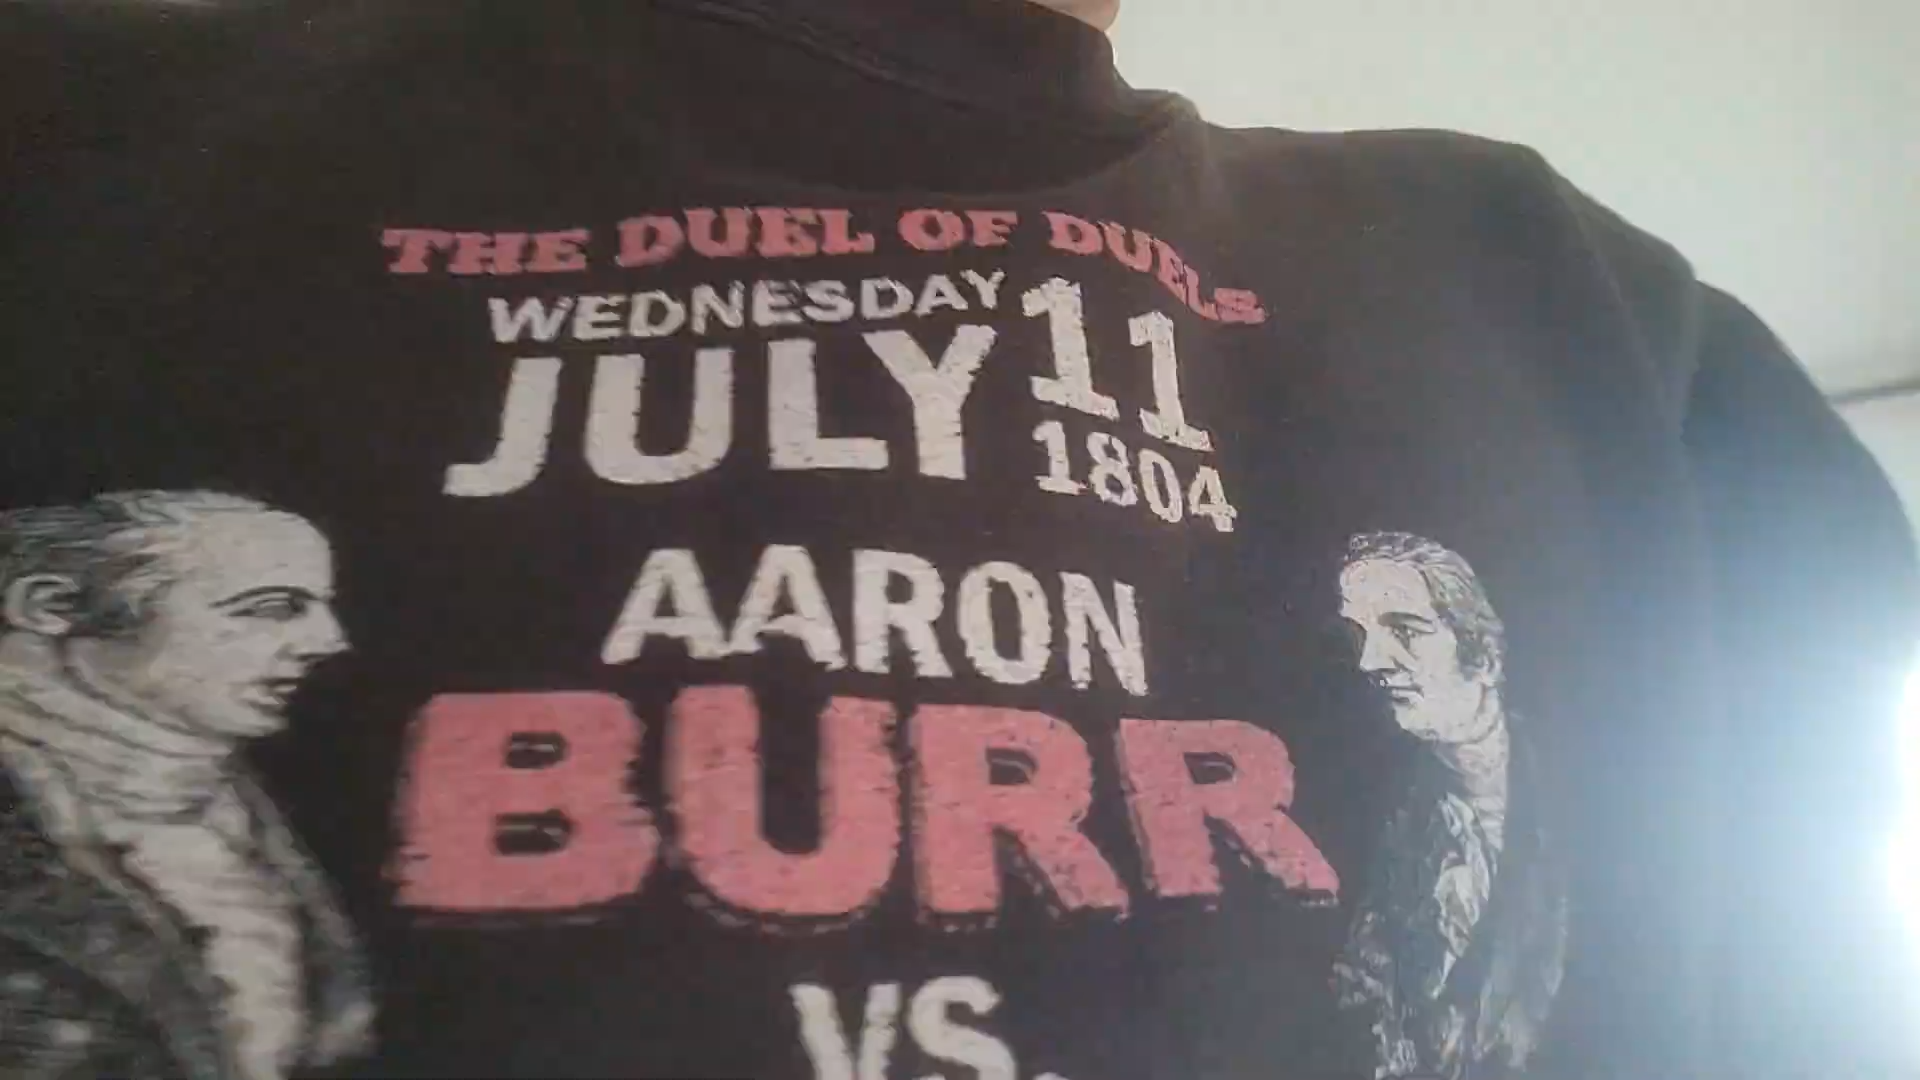 THE DUEL OF DUELS
WEDNESDAY
JULY 11
1804
AARON
BURR
VS.